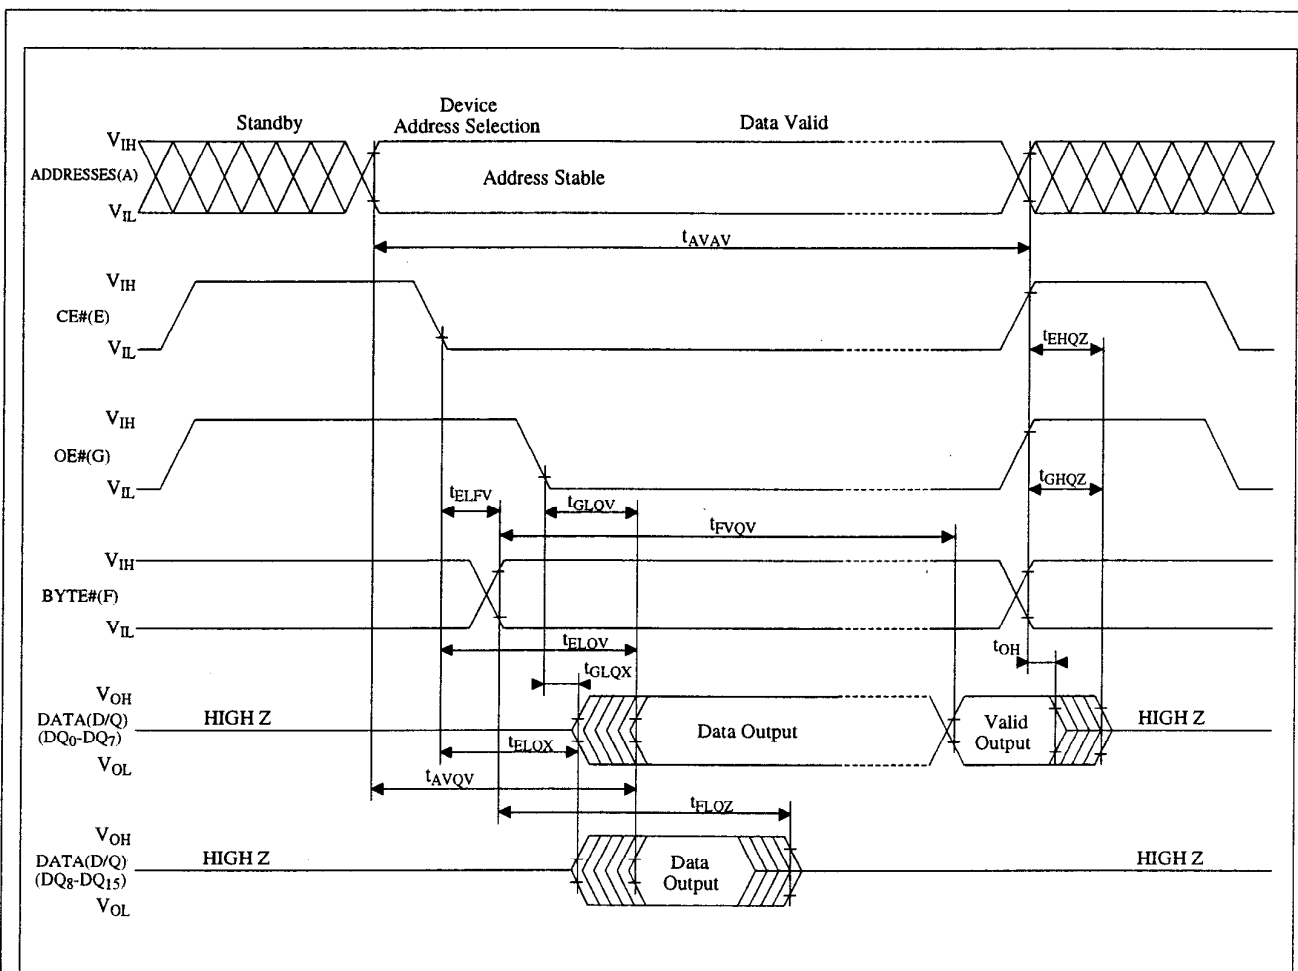 Device
Standby Address Selection Data Valid
VIH
ADDRESSES(A) Address Stable
VIL
tAVAV
VIH
CE#(E)
VIL tEHQZ
VIH
OE#(G)
VIL tGHQZ
tELFV tGLQV
tFVQV
VIH
BYTE#(F)
VIL
tELQV tOH
tGLQX
VOH
DATA(D/Q) HIGH Z Data Output Valid HIGH Z
(DQ0-DQ7) Output
tELQX
VOL
tAVQV
tFLQZ
VOH
DATA(D/Q) HIGH Z Data HIGH Z
(DQ8-DQ15) Output
VOL